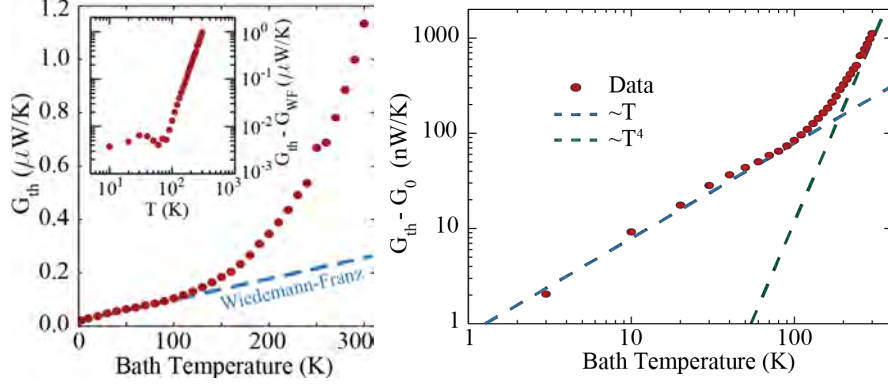 1.2
1.0
0.8
0.6
0.4
0.2
0.0
G_th (μW/K)
0
100
200
300
Bath Temperature (K)
Wiedemann-Franz
10^0
10^-1
10^-2
10^-3
G_th - G_WF (μW/K)
10^1
10^2
10^3
T (K)
1000
100
10
1
G_th - G_0 (nW/K)
Data
~T
~T^4
1
10
100
Bath Temperature (K)